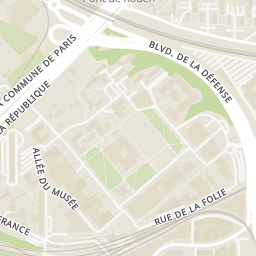 Pont de Rouen
BLVD. DE LA DÉFENSE
COMMUNE DE PARIS
RÉPUBLIQUE
ALLÉE DU MUSÉE
RUE DE LA FOLIE
FRANCE